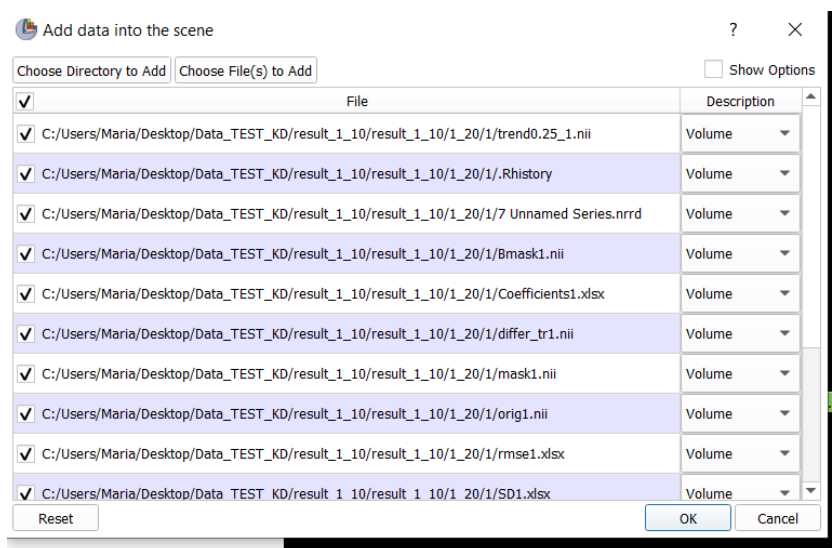 Add data into the scene ?
Choose Directory to Add Choose File(s) to Add Show Options
File Description
C:/Users/Maria/Desktop/Data_TEST_KD/result_1_10/result_1_10/1_20/1/trend0.25_1.nii Volume
C:/Users/Maria/Desktop/Data_TEST_KD/result_1_10/result_1_10/1_20/1/.Rhistory Volume
C:/Users/Maria/Desktop/Data_TEST_KD/result_1_10/result_1_10/1_20/1/7 Unnamed Series.nrrd Volume
C:/Users/Maria/Desktop/Data_TEST_KD/result_1_10/result_1_10/1_20/1/Bmask1.nii Volume
C:/Users/Maria/Desktop/Data_TEST_KD/result_1_10/result_1_10/1_20/1/Coefficients1.xlsx Volume
C:/Users/Maria/Desktop/Data_TEST_KD/result_1_10/result_1_10/1_20/1/differ_tr1.nii Volume
C:/Users/Maria/Desktop/Data_TEST_KD/result_1_10/result_1_10/1_20/1/mask1.nii Volume
C:/Users/Maria/Desktop/Data_TEST_KD/result_1_10/result_1_10/1_20/1/orig1.nii Volume
C:/Users/Maria/Desktop/Data_TEST_KD/result_1_10/result_1_10/1_20/1/rmse1.xlsx Volume
C:/Users/Maria/Desktop/Data_TEST_KD/result_1_10/result_1_10/1_20/1/SD1.xlsx Volume
Reset OK Cancel